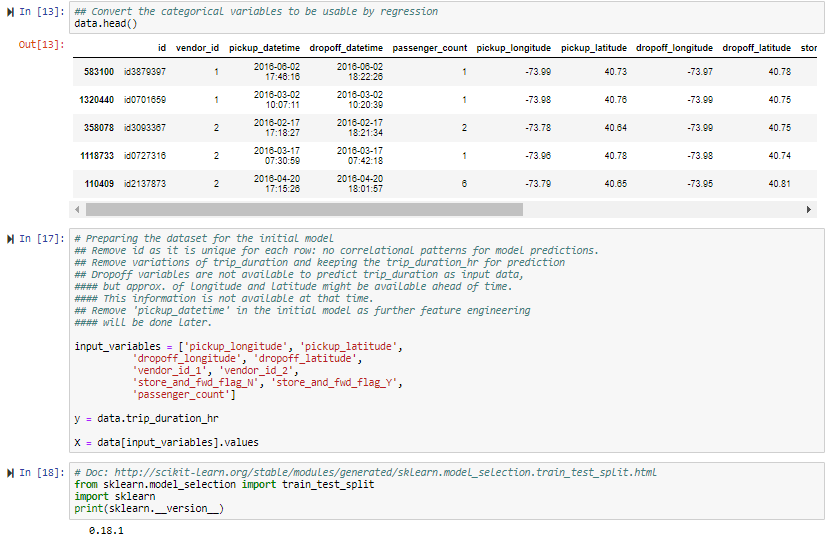 In [13]: ## Convert the categorical variables to be usable by regression
data.head()
Out[13]:
id vendor_id pickup_datetime dropoff_datetime passenger_count pickup_longitude pickup_latitude dropoff_longitude dropoff_latitude stor
583100 id3879397 1 2016-06-02 17:46:16 2016-06-02 18:22:26 1 -73.99 40.73 -73.97 40.78
1320440 id0701659 1 2016-03-02 10:07:11 2016-03-02 10:20:39 1 -73.98 40.76 -73.99 40.75
358078 id3093367 2 2016-02-17 17:18:27 2016-02-17 18:21:34 2 -73.78 40.64 -73.99 40.75
1118733 id0727316 2 2016-03-17 07:30:59 2016-03-17 07:42:18 1 -73.96 40.78 -73.98 40.74
110409 id2137873 2 2016-04-20 17:15:26 2016-04-20 18:01:57 6 -73.79 40.65 -73.95 40.81
In [17]: # Preparing the dataset for the initial model
## Remove id as it is unique for each row: no correlational patterns for model predictions.
## Remove variations of trip_duration and keeping the trip_duration_hr for prediction
## Dropoff variables are not available to predict trip_duration as input data,
#### but approx. of Longitude and Latitude might be available ahead of time.
#### This information is not available at that time.
## Remove 'pickup_datetime' in the initial model as further feature engineering
#### will be done later.
input_variables = ['pickup_longitude', 'pickup_latitude',
'dropoff_longitude', 'dropoff_latitude',
'vendor_id_1', 'vendor_id_2',
'store_and_fwd_flag_N', 'store_and_fwd_flag_Y',
'passenger_count']
y = data.trip_duration_hr
X = data[input_variables].values
In [18]: # Doc: http://scikit-learn.org/stable/modules/generated/sklearn.model_selection.train_test_split.html
from sklearn.model_selection import train_test_split
import sklearn
print(sklearn.__version__)
0.18.1